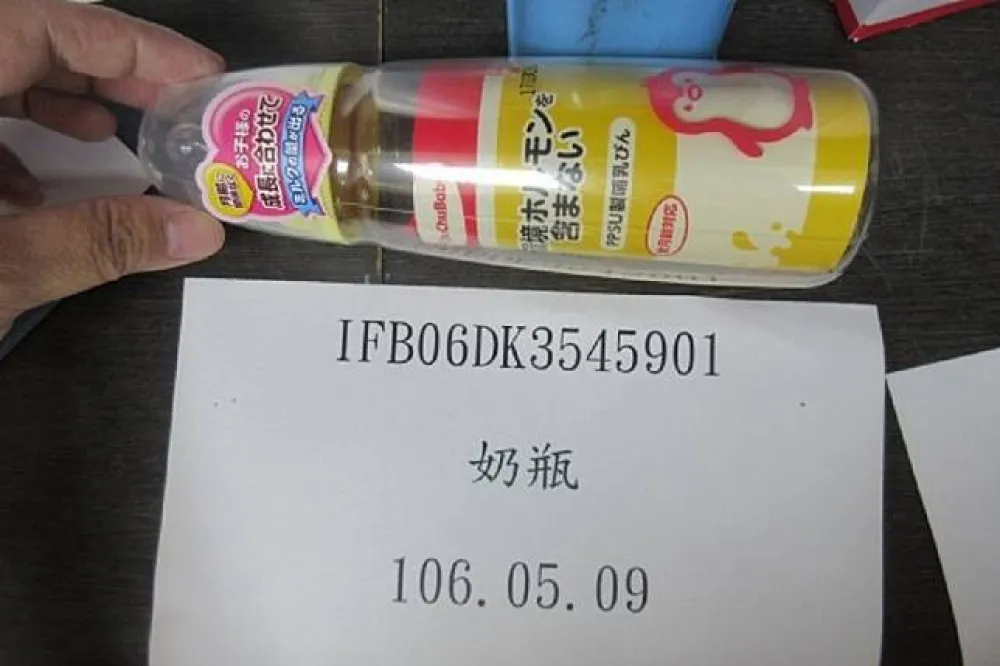 お子様の
成長に合わせて
ミルクの量が出る
ChuBaby
環境ホルモンを
含まない
PPSU製哺乳びん
IFB06DK3545901
奶瓶
106.05.09